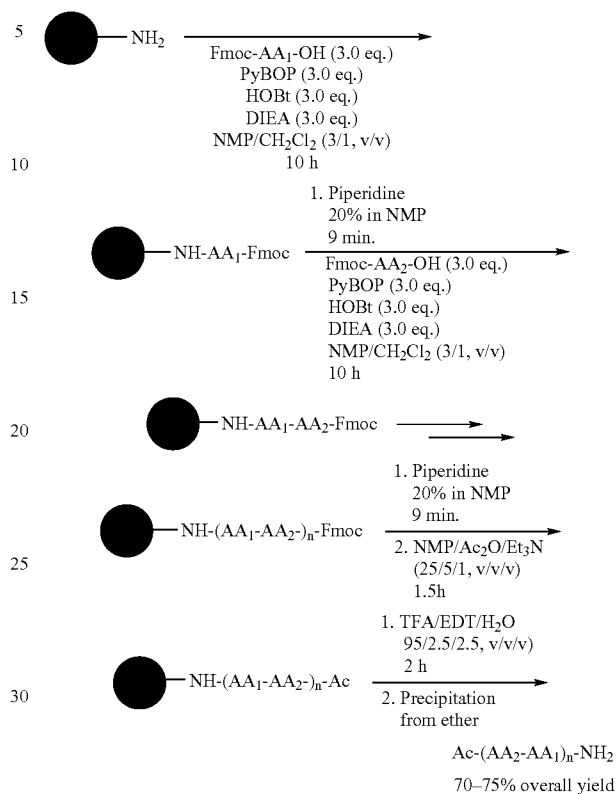 5
NH₂
Fmoc-AA₁-OH (3.0 eq.)
PyBOP (3.0 eq.)
HOBt (3.0 eq.)
DIEA (3.0 eq.)
NMP/CH₂Cl₂ (3/1, v/v)
10 h
10
1. Piperidine
20% in NMP
9 min.
NH-AA₁-Fmoc
Fmoc-AA₂-OH (3.0 eq.)
15
PyBOP (3.0 eq.)
HOBt (3.0 eq.)
DIEA (3.0 eq.)
NMP/CH₂Cl₂ (3/1, v/v)
10 h
20
NH-AA₁-AA₂-Fmoc
1. Piperidine
20% in NMP
9 min.
NH-(AA₁-AA₂-)ₙ-Fmoc
25
2. NMP/Ac₂O/Et₃N
(25/5/1, v/v/v)
1.5h
1. TFA/EDT/H₂O
95/2.5/2.5, v/v/v)
2 h
NH-(AA₁-AA₂-)ₙ-Ac
30
2. Precipitation
from ether
Ac-(AA₂-AA₁)ₙ-NH₂
70–75% overall yield